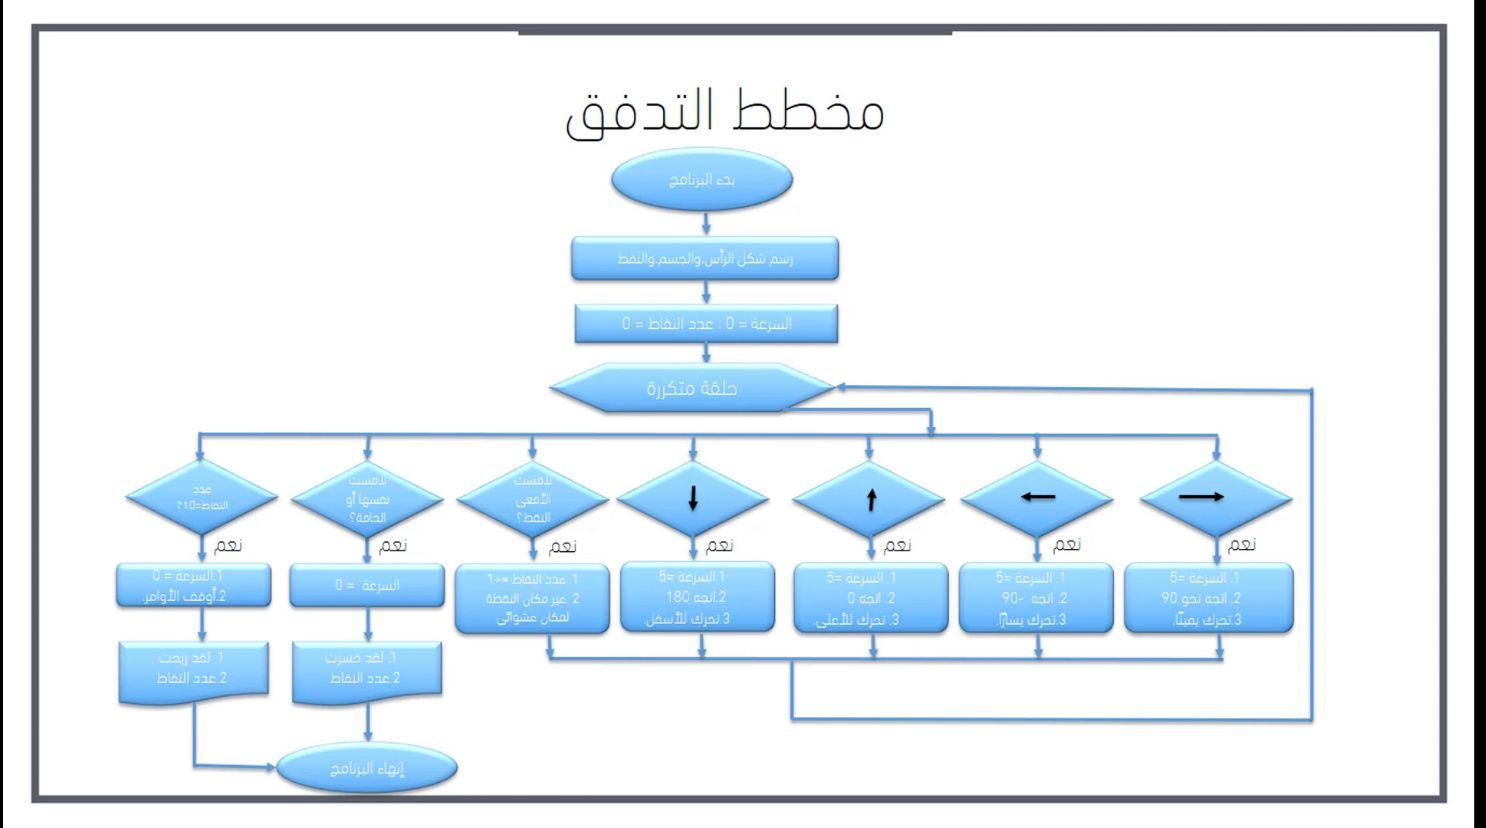 مخطط التدفق
بدء البرنامج
رسم شكل الرأس،والجسم،والنقط
السرعة = 0 ، عدد النقاط = 0
حلقة متكررة
لامست
الأفعى
النقط؟
لامست
نفسها أو
الحافة؟
عدد
النقاط=10؟
نعم
نعم
نعم
نعم
نعم
نعم
نعم
1. السرعة =5
2. اتجه نحو 90
3.تحرك يمينًا.
1. السرعة =5
2. اتجه -90
3.تحرك يسارًا.
1. السرعة =5
2. اتجه 0
3. تحرك للأعلى.
1.السرعة =5
2.اتجه 180
3.تحرك للأسفل.
1. عدد النقاط =+1
2 .غير مكان النقطة
لمكان عشوائي
السرعة = 0
1.السرعة = 0
2.أوقف الأوامر.
1. لقد خسرت
2.عدد النقاط
1. لقد ربحت
2.عدد النقاط
إنهاء البرنامج